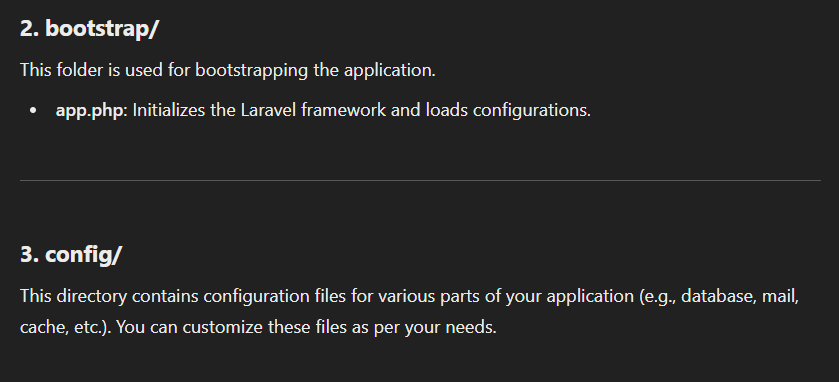 2. bootstrap/
This folder is used for bootstrapping the application.
• app.php: Initializes the Laravel framework and loads configurations.
3. config/
This directory contains configuration files for various parts of your application (e.g., database, mail,
cache, etc.). You can customize these files as per your needs.